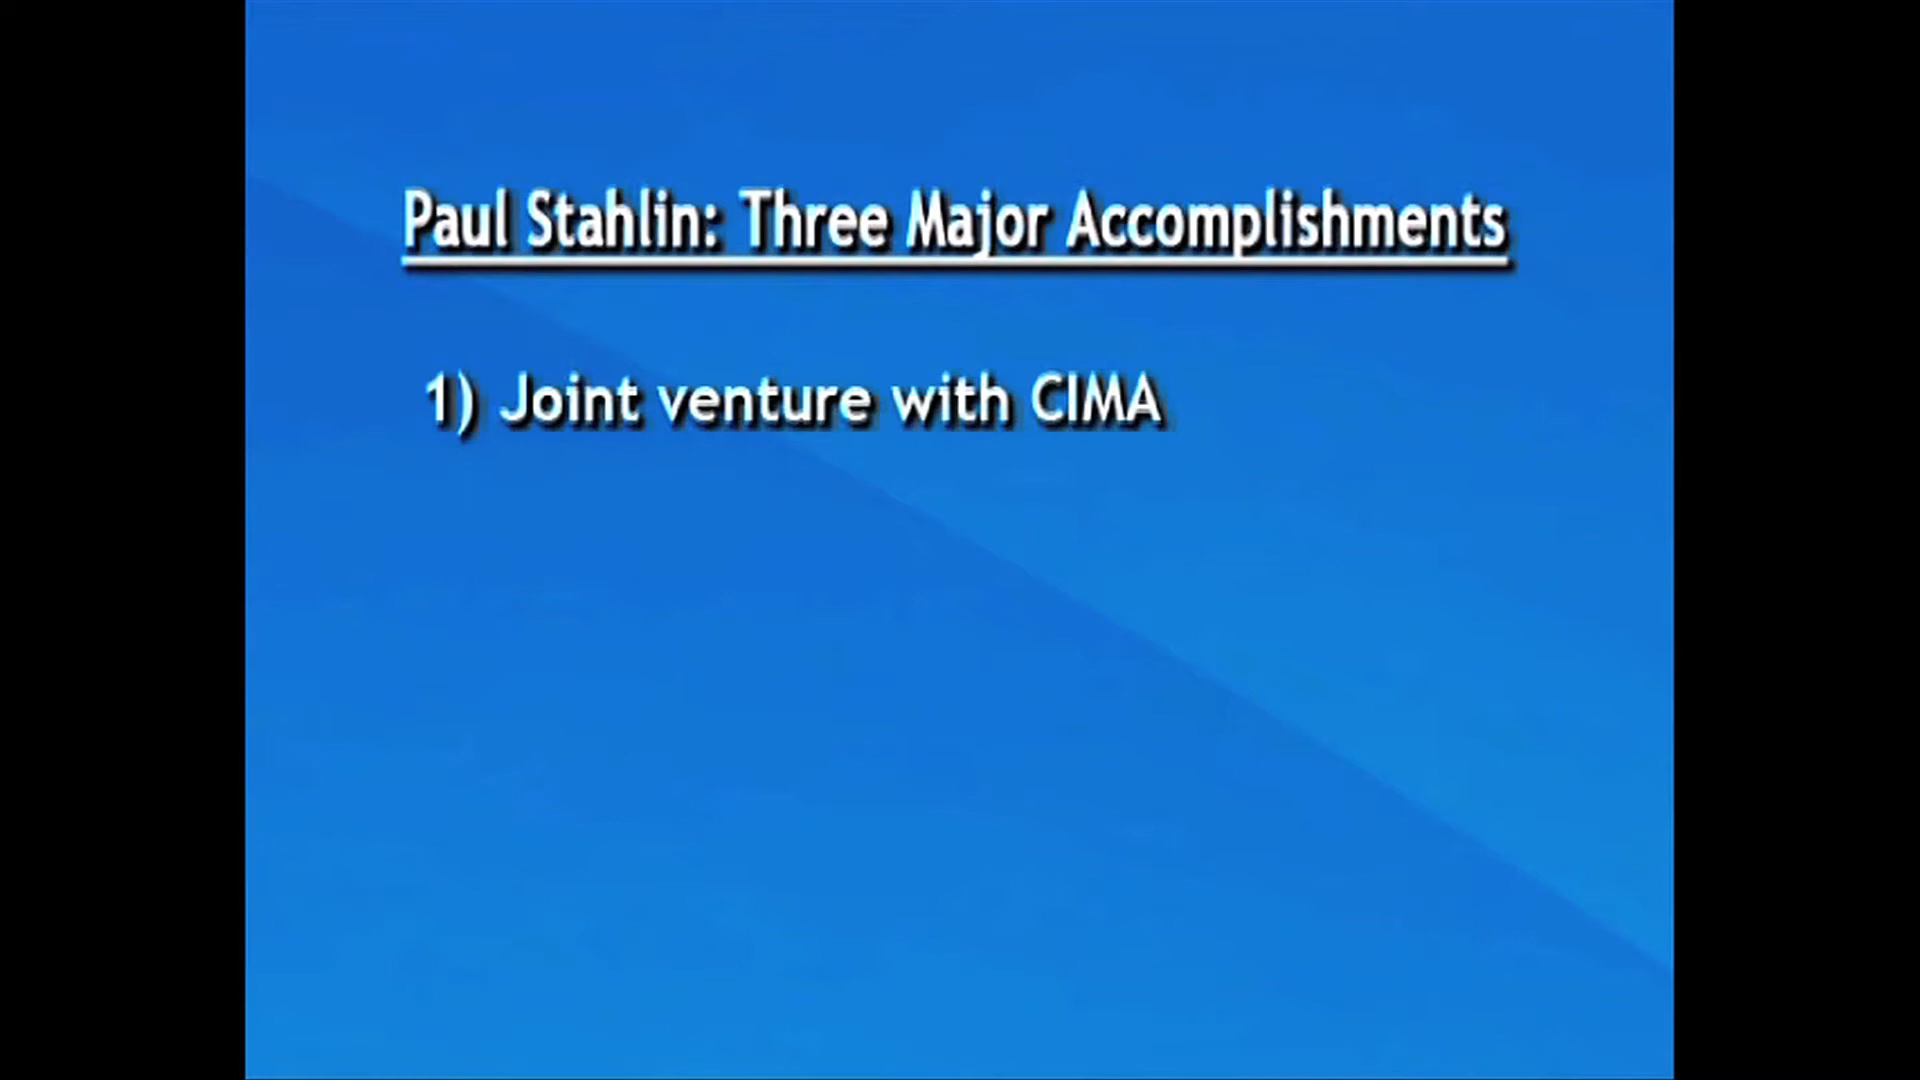 Paul Stahlin: Three Major Accomplishments
1) Joint venture with CIMA